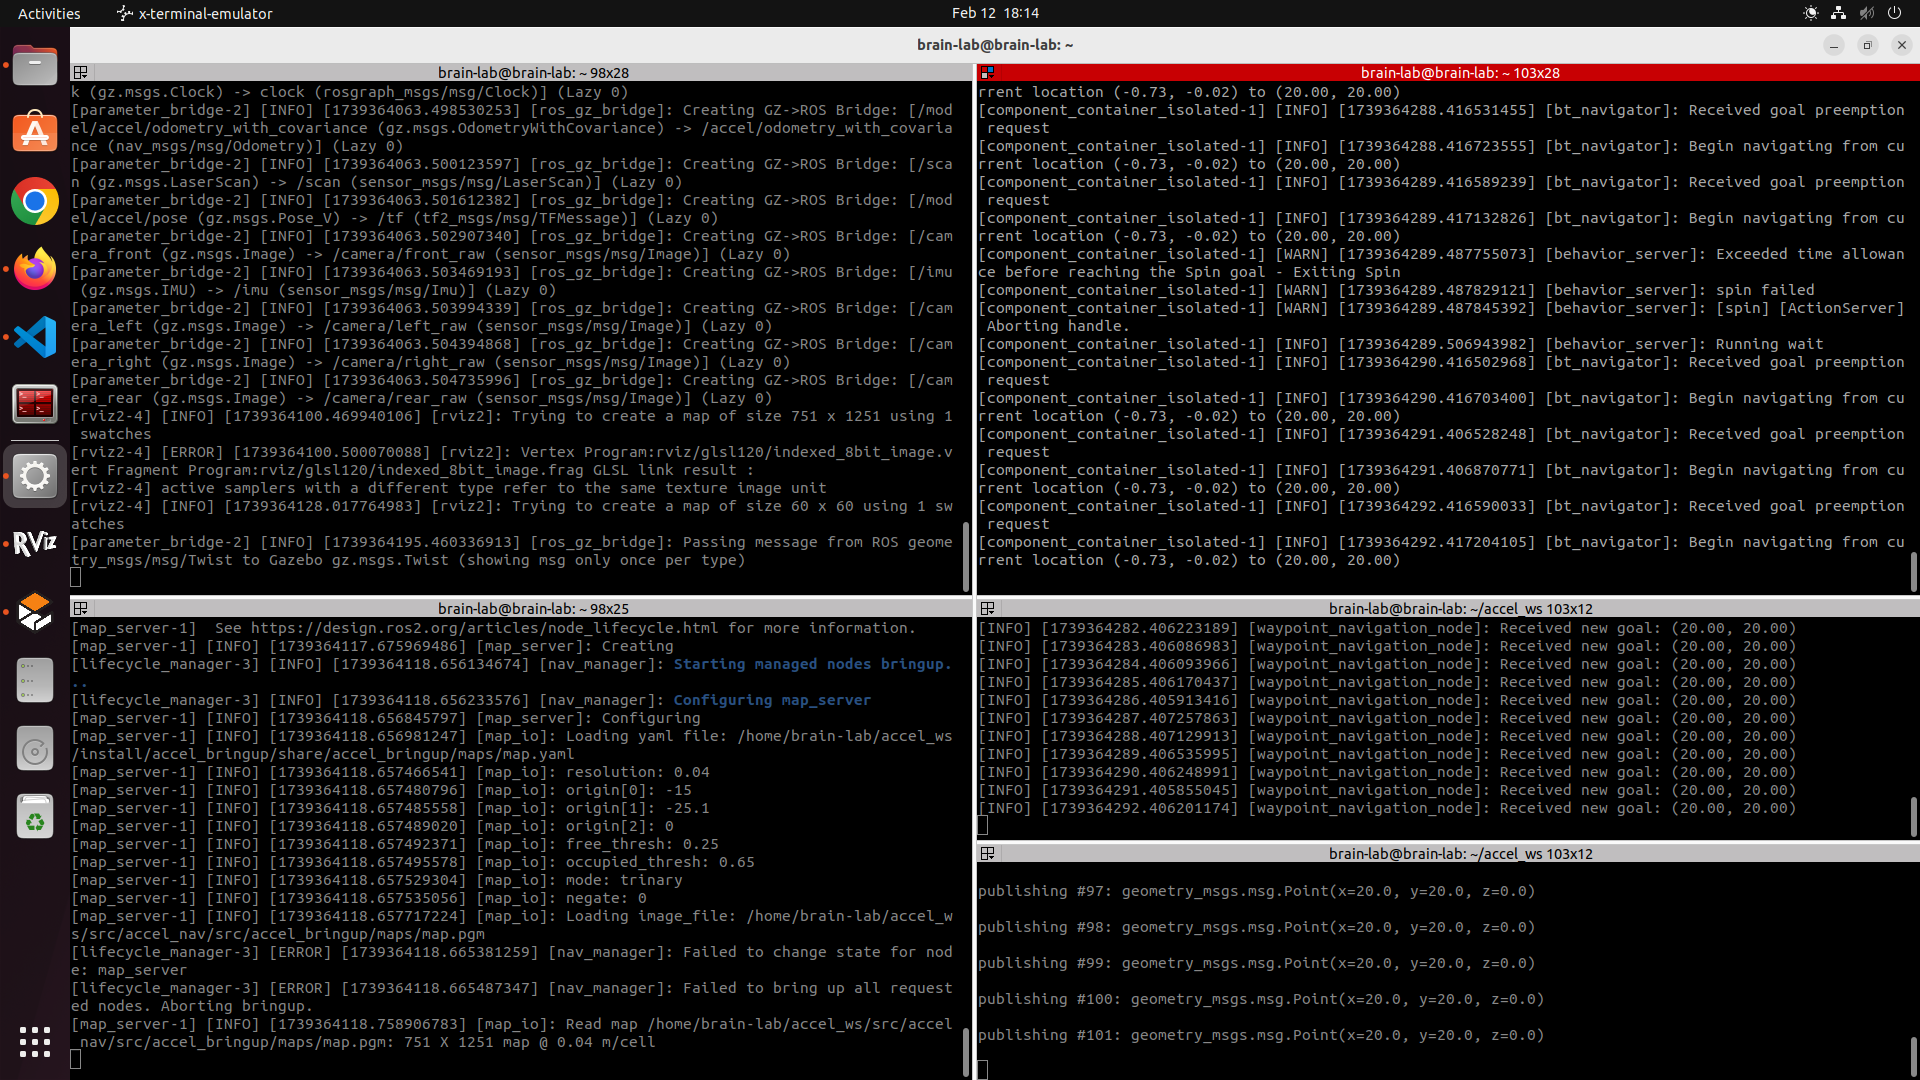 Activities
x-terminal-emulator
Feb 12 18:14
brain-lab@brain-lab: ~
brain-lab@brain-lab: ~ 98x28
k (gz.msgs.Clock) -> clock (rosgraph_msgs/msg/Clock)] (Lazy 0)
[parameter_bridge-2] [INFO] [1739364063.498530253] [ros_gz_bridge]: Creating GZ->ROS Bridge: [/mod
el/accel/odometry_with_covariance (gz.msgs.OdometryWithCovariance) -> /accel/odometry_with_covaria
nce (nav_msgs/msg/Odometry)] (Lazy 0)
[parameter_bridge-2] [INFO] [1739364063.500123597] [ros_gz_bridge]: Creating GZ->ROS Bridge: [/sca
n (gz.msgs.LaserScan) -> /scan (sensor_msgs/msg/LaserScan)] (Lazy 0)
[parameter_bridge-2] [INFO] [1739364063.501612382] [ros_gz_bridge]: Creating GZ->ROS Bridge: [/mod
el/accel/pose (gz.msgs.Pose_V) -> /tf (tf2_msgs/msg/TFMessage)] (Lazy 0)
[parameter_bridge-2] [INFO] [1739364063.502907340] [ros_gz_bridge]: Creating GZ->ROS Bridge: [/cam
era_front (gz.msgs.Image) -> /camera/front_raw (sensor_msgs/msg/Image)] (Lazy 0)
[parameter_bridge-2] [INFO] [1739364063.503469193] [ros_gz_bridge]: Creating GZ->ROS Bridge: [/imu
 (gz.msgs.IMU) -> /imu (sensor_msgs/msg/Imu)] (Lazy 0)
[parameter_bridge-2] [INFO] [1739364063.503994339] [ros_gz_bridge]: Creating GZ->ROS Bridge: [/cam
era_left (gz.msgs.Image) -> /camera/left_raw (sensor_msgs/msg/Image)] (Lazy 0)
[parameter_bridge-2] [INFO] [1739364063.504394868] [ros_gz_bridge]: Creating GZ->ROS Bridge: [/cam
era_right (gz.msgs.Image) -> /camera/right_raw (sensor_msgs/msg/Image)] (Lazy 0)
[parameter_bridge-2] [INFO] [1739364063.504735996] [ros_gz_bridge]: Creating GZ->ROS Bridge: [/cam
era_rear (gz.msgs.Image) -> /camera/rear_raw (sensor_msgs/msg/Image)] (Lazy 0)
[rviz2-4] [INFO] [1739364100.469940106] [rviz2]: Trying to create a map of size 751 x 1251 using 1
 swatches
[rviz2-4] [ERROR] [1739364100.500070088] [rviz2]: Vertex Program:rviz/glsl120/indexed_8bit_image.v
ert Fragment Program:rviz/glsl120/indexed_8bit_image.frag GLSL link result :
[rviz2-4] active samplers with a different type refer to the same texture image unit
[rviz2-4] [INFO] [1739364128.017764983] [rviz2]: Trying to create a map of size 60 x 60 using 1 sw
atches
[parameter_bridge-2] [INFO] [1739364195.460336913] [ros_gz_bridge]: Passing message from ROS geome
try_msgs/msg/Twist to Gazebo gz.msgs.Twist (showing msg only once per type)
brain-lab@brain-lab: ~ 103x28
rrent location (-0.73, -0.02) to (20.00, 20.00)
[component_container_isolated-1] [INFO] [1739364288.416531455] [bt_navigator]: Received goal preemption
 request
[component_container_isolated-1] [INFO] [1739364288.416723555] [bt_navigator]: Begin navigating from cu
rrent location (-0.73, -0.02) to (20.00, 20.00)
[component_container_isolated-1] [INFO] [1739364289.416589239] [bt_navigator]: Received goal preemption
 request
[component_container_isolated-1] [INFO] [1739364289.417132826] [bt_navigator]: Begin navigating from cu
rrent location (-0.73, -0.02) to (20.00, 20.00)
[component_container_isolated-1] [WARN] [1739364289.487755073] [behavior_server]: Exceeded time allowan
ce before reaching the Spin goal - Exiting Spin
[component_container_isolated-1] [WARN] [1739364289.487829121] [behavior_server]: spin failed
[component_container_isolated-1] [WARN] [1739364289.487845392] [behavior_server]: [spin] [ActionServer]
 Aborting handle.
[component_container_isolated-1] [INFO] [1739364289.506943982] [behavior_server]: Running wait
[component_container_isolated-1] [INFO] [1739364290.416502968] [bt_navigator]: Received goal preemption
 request
[component_container_isolated-1] [INFO] [1739364290.416703400] [bt_navigator]: Begin navigating from cu
rrent location (-0.73, -0.02) to (20.00, 20.00)
[component_container_isolated-1] [INFO] [1739364291.406528248] [bt_navigator]: Received goal preemption
 request
[component_container_isolated-1] [INFO] [1739364291.406870771] [bt_navigator]: Begin navigating from cu
rrent location (-0.73, -0.02) to (20.00, 20.00)
[component_container_isolated-1] [INFO] [1739364292.416590033] [bt_navigator]: Received goal preemption
 request
[component_container_isolated-1] [INFO] [1739364292.417204105] [bt_navigator]: Begin navigating from cu
rrent location (-0.73, -0.02) to (20.00, 20.00)
RViz
brain-lab@brain-lab: ~ 98x25
[map_server-1]  See https://design.ros2.org/articles/node_lifecycle.html for more information.
[map_server-1] [INFO] [1739364117.675969486] [map_server]: Creating
[lifecycle_manager-3] [INFO] [1739364118.656134674] [nav_manager]: Starting managed nodes bringup.
..
[lifecycle_manager-3] [INFO] [1739364118.656233576] [nav_manager]: Configuring map_server
[map_server-1] [INFO] [1739364118.656845797] [map_server]: Configuring
[map_server-1] [INFO] [1739364118.656981247] [map_io]: Loading yaml file: /home/brain-lab/accel_ws
/install/accel_bringup/share/accel_bringup/maps/map.yaml
[map_server-1] [INFO] [1739364118.657466541] [map_io]: resolution: 0.04
[map_server-1] [INFO] [1739364118.657480796] [map_io]: origin[0]: -15
[map_server-1] [INFO] [1739364118.657485558] [map_io]: origin[1]: -25.1
[map_server-1] [INFO] [1739364118.657489020] [map_io]: origin[2]: 0
[map_server-1] [INFO] [1739364118.657492371] [map_io]: free_thresh: 0.25
[map_server-1] [INFO] [1739364118.657495578] [map_io]: occupied_thresh: 0.65
[map_server-1] [INFO] [1739364118.657529304] [map_io]: mode: trinary
[map_server-1] [INFO] [1739364118.657535056] [map_io]: negate: 0
[map_server-1] [INFO] [1739364118.657717224] [map_io]: Loading image_file: /home/brain-lab/accel_w
s/src/accel_nav/src/accel_bringup/maps/map.pgm
[lifecycle_manager-3] [ERROR] [1739364118.665381259] [nav_manager]: Failed to change state for nod
e: map_server
[lifecycle_manager-3] [ERROR] [1739364118.665487347] [nav_manager]: Failed to bring up all request
ed nodes. Aborting bringup.
[map_server-1] [INFO] [1739364118.758906783] [map_io]: Read map /home/brain-lab/accel_ws/src/accel
_nav/src/accel_bringup/maps/map.pgm: 751 X 1251 map @ 0.04 m/cell
brain-lab@brain-lab: ~/accel_ws 103x12
[INFO] [1739364282.406223189] [waypoint_navigation_node]: Received new goal: (20.00, 20.00)
[INFO] [1739364283.406086983] [waypoint_navigation_node]: Received new goal: (20.00, 20.00)
[INFO] [1739364284.406093966] [waypoint_navigation_node]: Received new goal: (20.00, 20.00)
[INFO] [1739364285.406170437] [waypoint_navigation_node]: Received new goal: (20.00, 20.00)
[INFO] [1739364286.405913416] [waypoint_navigation_node]: Received new goal: (20.00, 20.00)
[INFO] [1739364287.407257863] [waypoint_navigation_node]: Received new goal: (20.00, 20.00)
[INFO] [1739364288.407129913] [waypoint_navigation_node]: Received new goal: (20.00, 20.00)
[INFO] [1739364289.406535995] [waypoint_navigation_node]: Received new goal: (20.00, 20.00)
[INFO] [1739364290.406248991] [waypoint_navigation_node]: Received new goal: (20.00, 20.00)
[INFO] [1739364291.405855045] [waypoint_navigation_node]: Received new goal: (20.00, 20.00)
[INFO] [1739364292.406201174] [waypoint_navigation_node]: Received new goal: (20.00, 20.00)
brain-lab@brain-lab: ~/accel_ws 103x12
publishing #97: geometry_msgs.msg.Point(x=20.0, y=20.0, z=0.0)
publishing #98: geometry_msgs.msg.Point(x=20.0, y=20.0, z=0.0)
publishing #99: geometry_msgs.msg.Point(x=20.0, y=20.0, z=0.0)
publishing #100: geometry_msgs.msg.Point(x=20.0, y=20.0, z=0.0)
publishing #101: geometry_msgs.msg.Point(x=20.0, y=20.0, z=0.0)